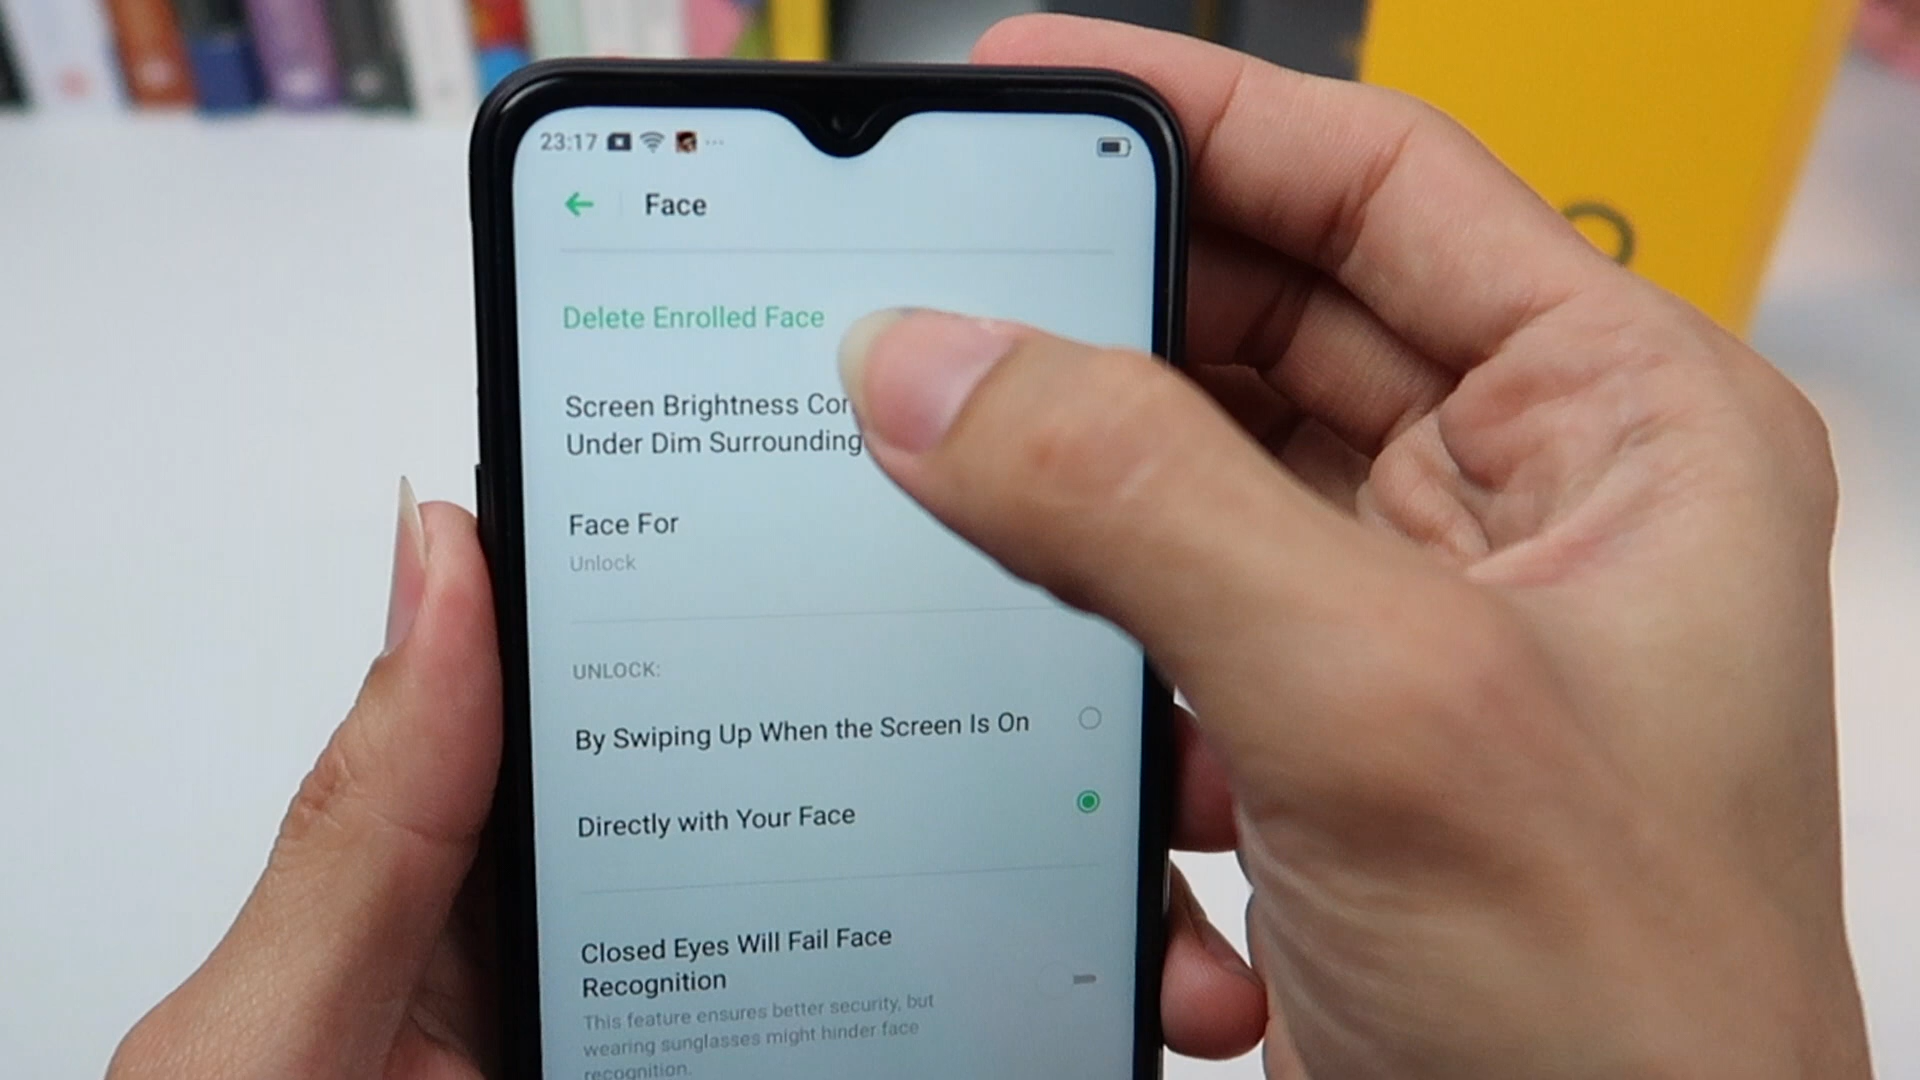 23:17
Face
Delete Enrolled Face
Screen Brightness
Under Dim Surrounding
Face For
Unlock
UNLOCK:
By Swiping Up When the Screen Is On
Directly with Your Face
Closed Eyes Will Fail Face
Recognition
This feature ensures better security, but
wearing sunglasses might hinder face
recognition.